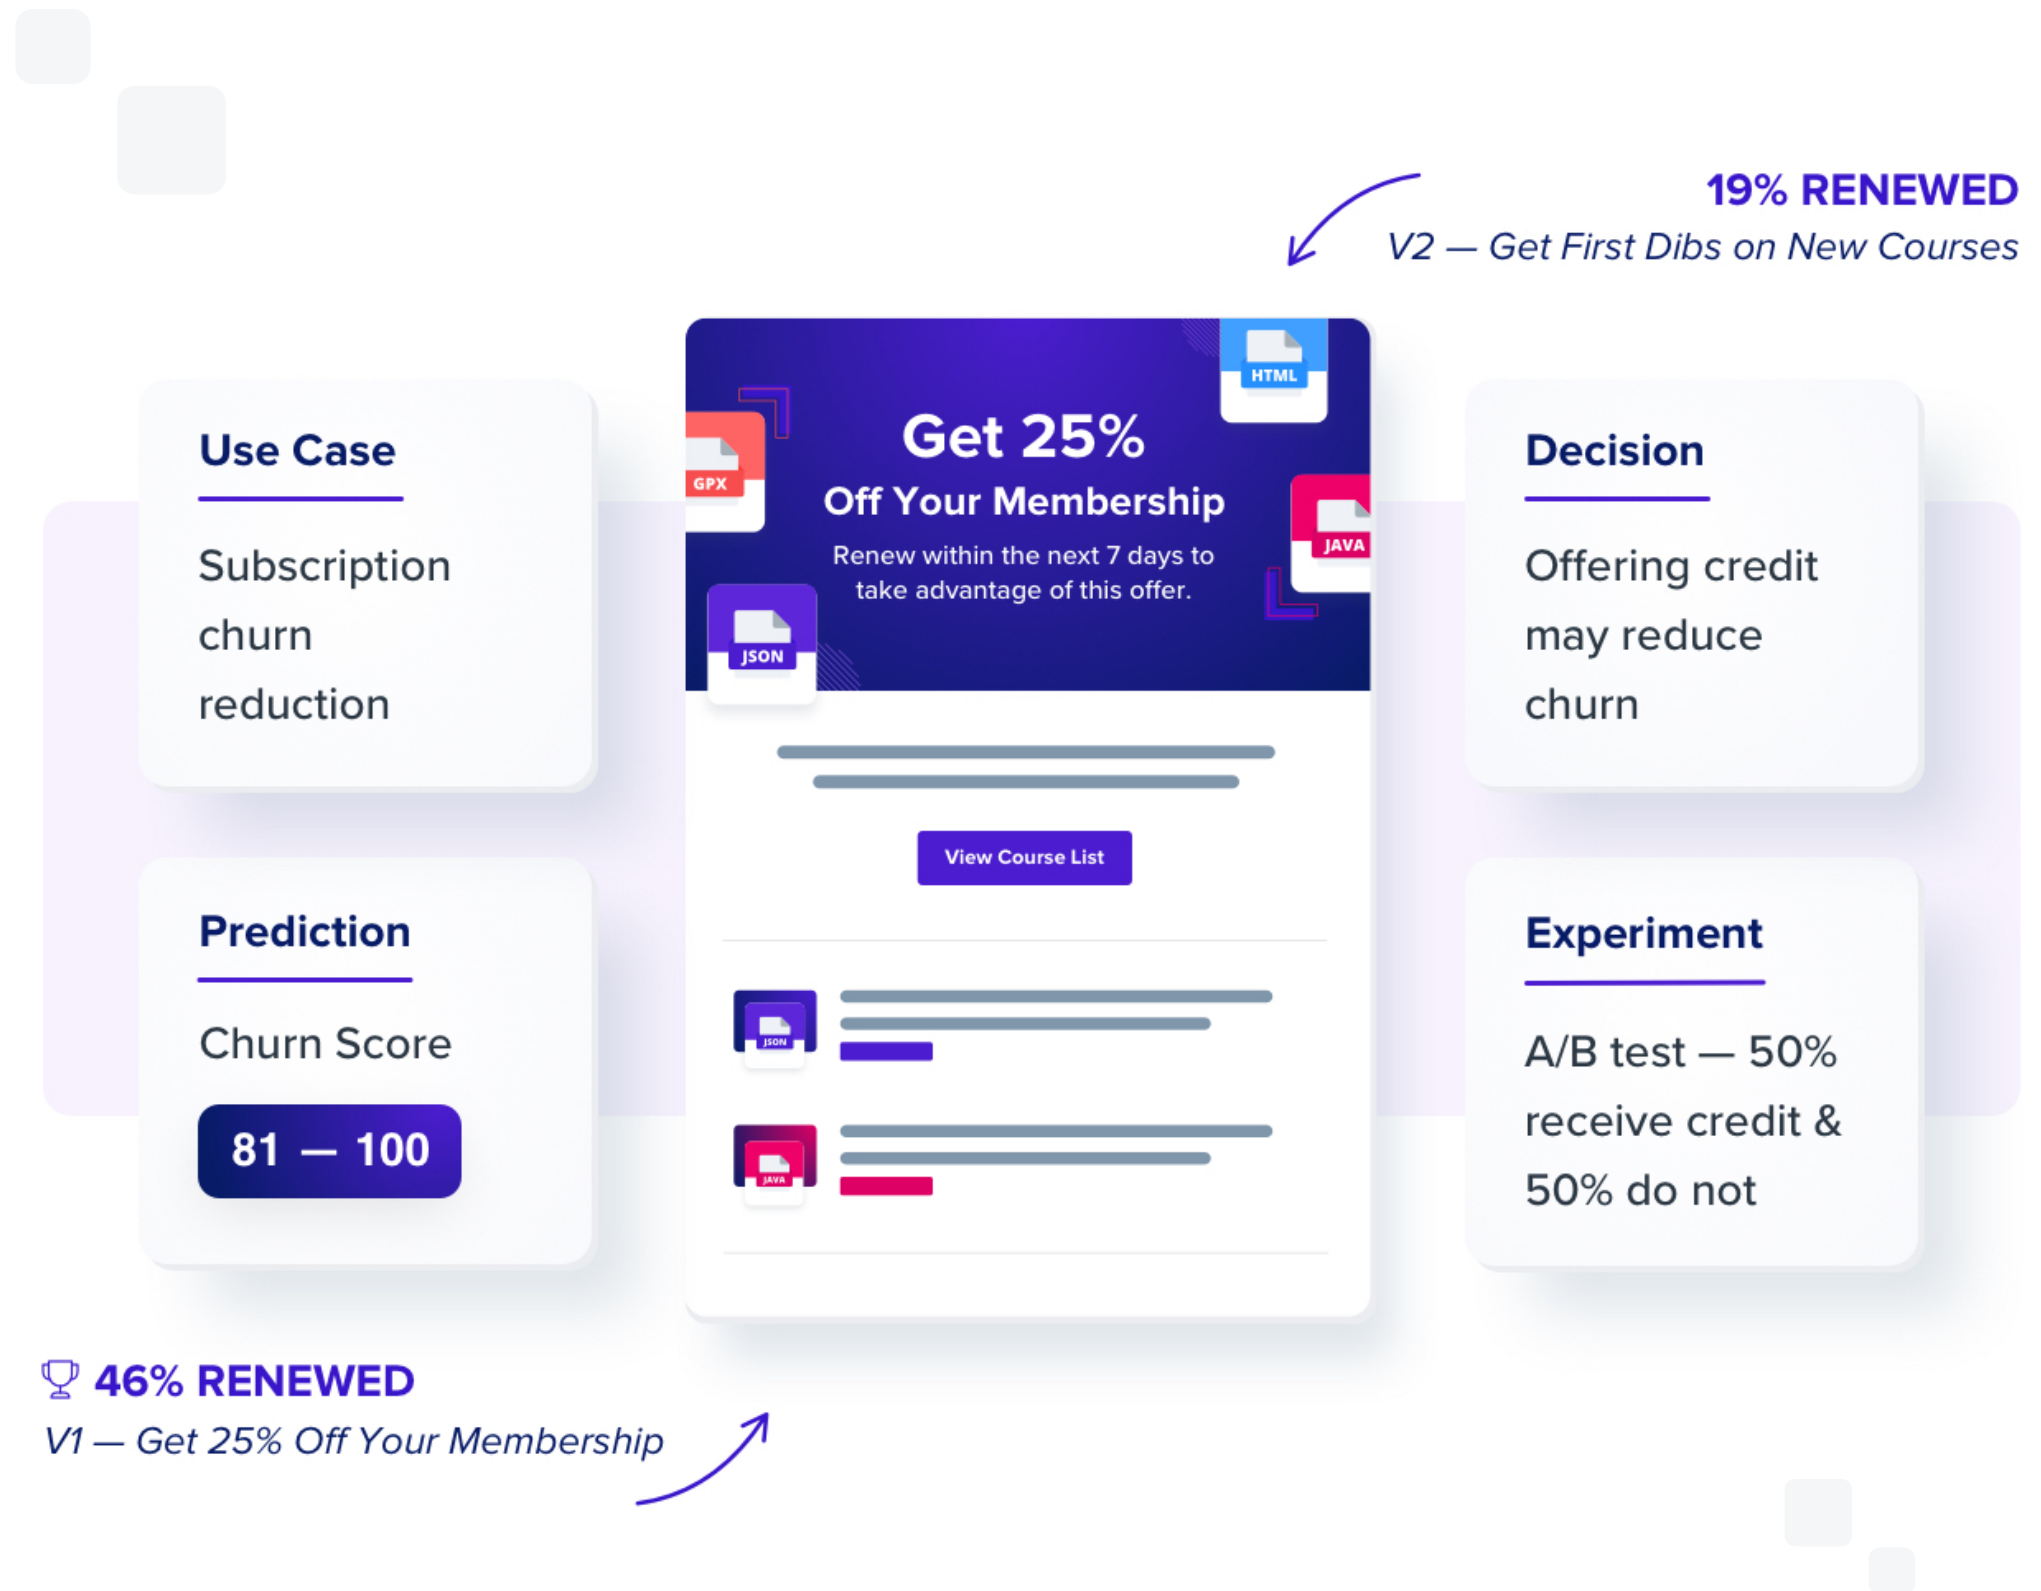 19% RENEWED
V2 — Get First Dibs on New Courses
Use Case
Subscription
churn
reduction
Prediction
Churn Score
81 — 100
HTML
GPX
Get 25%
Off Your Membership
Renew within the next 7 days to
take advantage of this offer.
JAVA
JSON
View Course List
JSON
JAVA
Decision
Offering credit
may reduce
churn
Experiment
A/B test — 50%
receive credit &
50% do not
46% RENEWED
V1 — Get 25% Off Your Membership